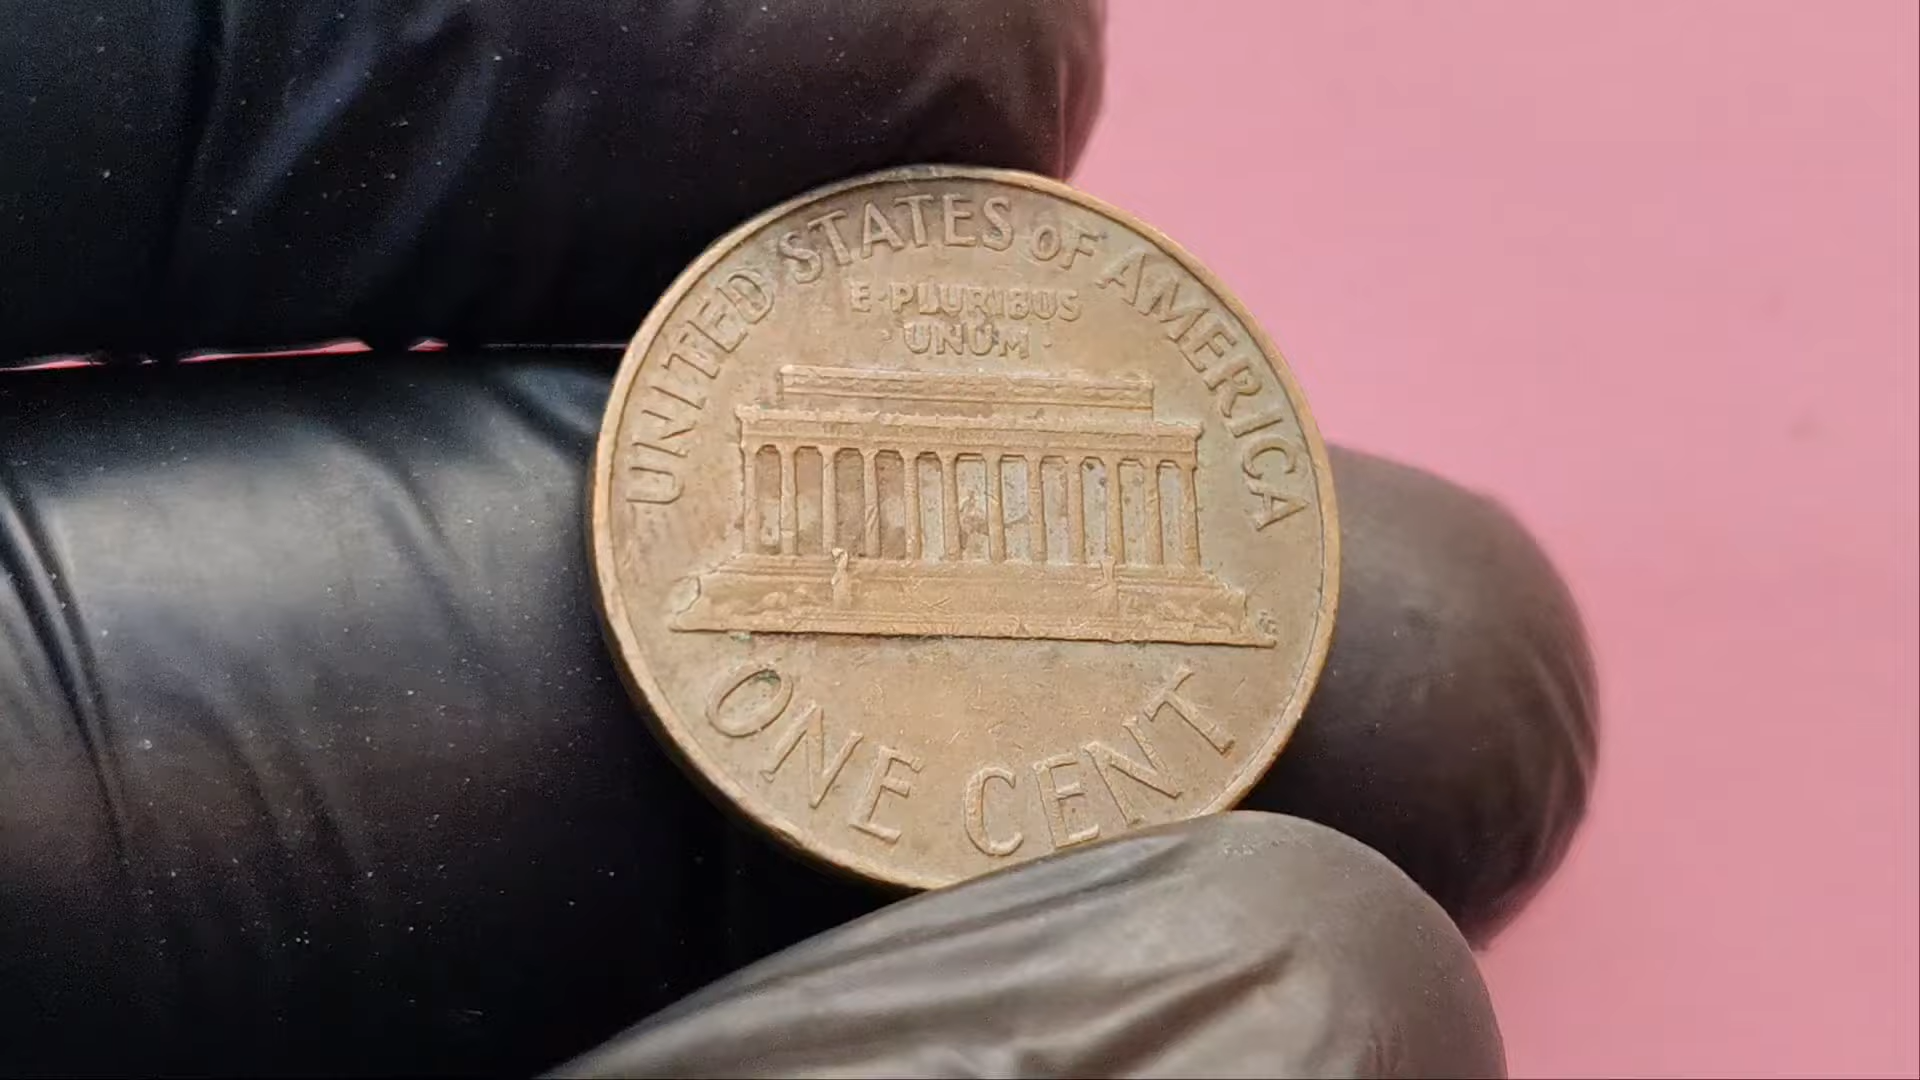 UNITED STATES OF AMERICA
E·PLURIBUS
·UNUM·
ONE CENT